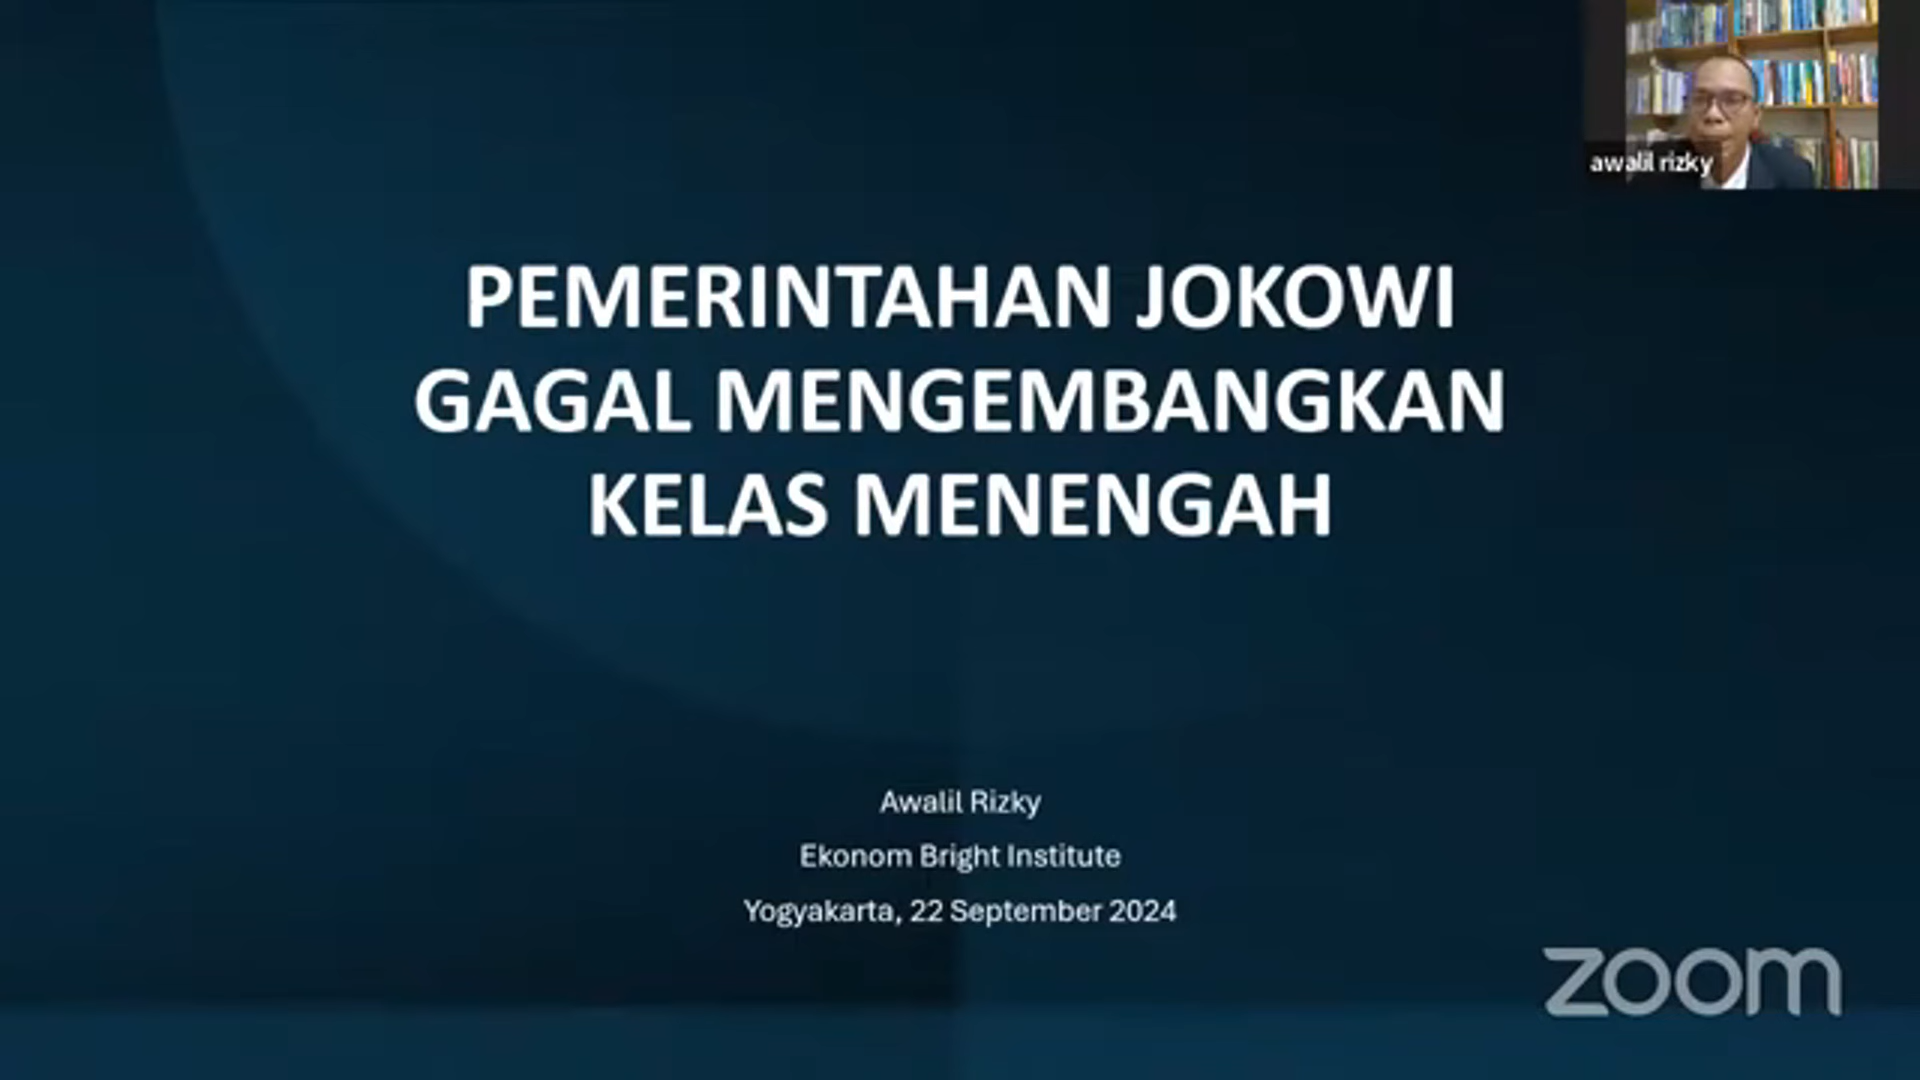 awalil rizky
PEMERINTAHAN JOKOWI
GAGAL MENGEMBANGKAN
KELAS MENENGAH
Awalil Rizky
Ekonom Bright Institute
Yogyakarta, 22 September 2024
zoom